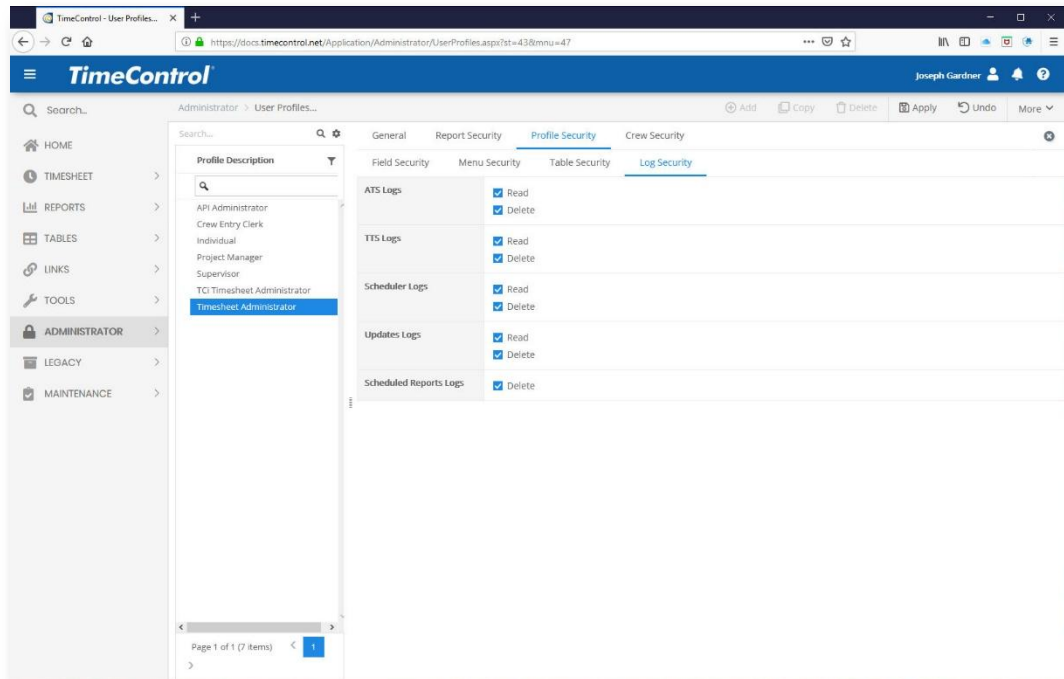 TimeControl - User Profiles...
https://docs.timecontrol.net/Application/Administrator/UserProfiles.aspx?st=43&mnu=47
TimeControl
Joseph Gardner
Search..
Administrator > User Profiles...
Add
Copy
Delete
Apply
Undo
More
HOME
TIMESHEET
REPORTS
TABLES
LINKS
TOOLS
ADMINISTRATOR
LEGACY
MAINTENANCE
Search...
Profile Description
API Administrator
Crew Entry Clerk
Individual
Project Manager
Supervisor
TCI Timesheet Administrator
Timesheet Administrator
Page 1 of 1 (7 items) < 1
>
General Report Security Profile Security Crew Security
Field Security Menu Security Table Security Log Security
ATS Logs Read
Delete
TTS Logs Read
Delete
Scheduler Logs Read
Delete
Updates Logs Read
Delete
Scheduled Reports Logs Delete